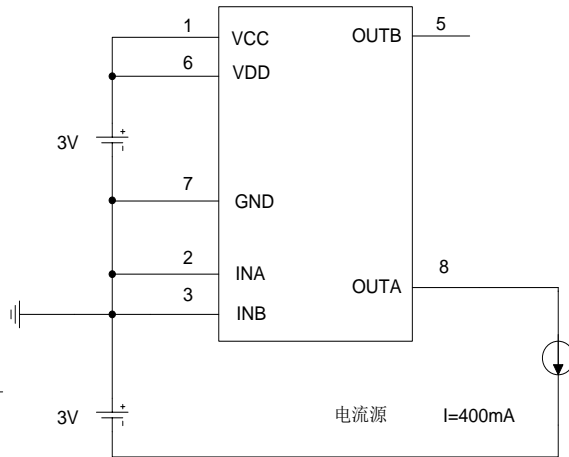 1 VCC OUTB 5
6 VDD
3V + -
7 GND
2 INA
OUTA 8
3 INB
3V + -
电流源 I=400mA